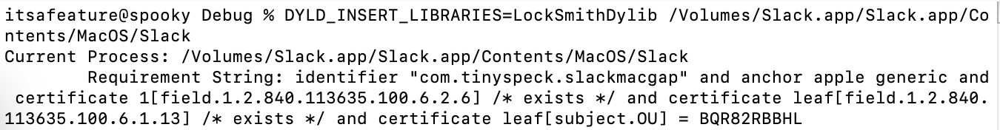 itsafeature@spooky Debug % DYLD_INSERT_LIBRARIES=LockSmithDylib /Volumes/Slack.app/Slack.app/Co
ntents/MacOS/Slack
Current Process: /Volumes/Slack.app/Slack.app/Contents/MacOS/Slack
        Requirement String: identifier "com.tinyspeck.slackmacgap" and anchor apple generic and
 certificate 1[field.1.2.840.113635.100.6.2.6] /* exists */ and certificate leaf[field.1.2.840.
113635.100.6.1.13] /* exists */ and certificate leaf[subject.OU] = BQR82RBBHL